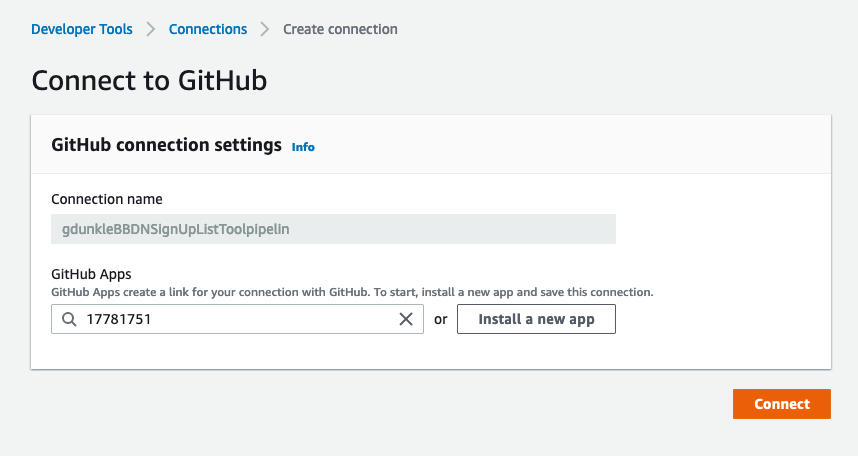 Developer Tools > Connections > Create connection
Connect to GitHub
GitHub connection settings Info
Connection name
gdunkleBBDNSignUpListToolpipelin
GitHub Apps
GitHub Apps create a link for your connection with GitHub. To start, install a new app and save this connection.
17781751 or Install a new app
Connect